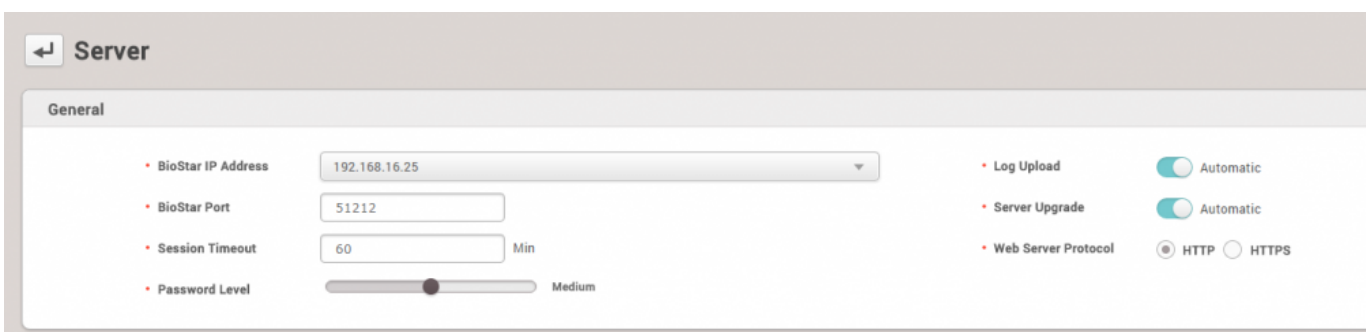 Server
General
BioStar IP Address 192.168.16.25 Log Upload Automatic
BioStar Port 51212 Server Upgrade Automatic
Session Timeout 60 Min Web Server Protocol HTTP HTTPS
Password Level Medium